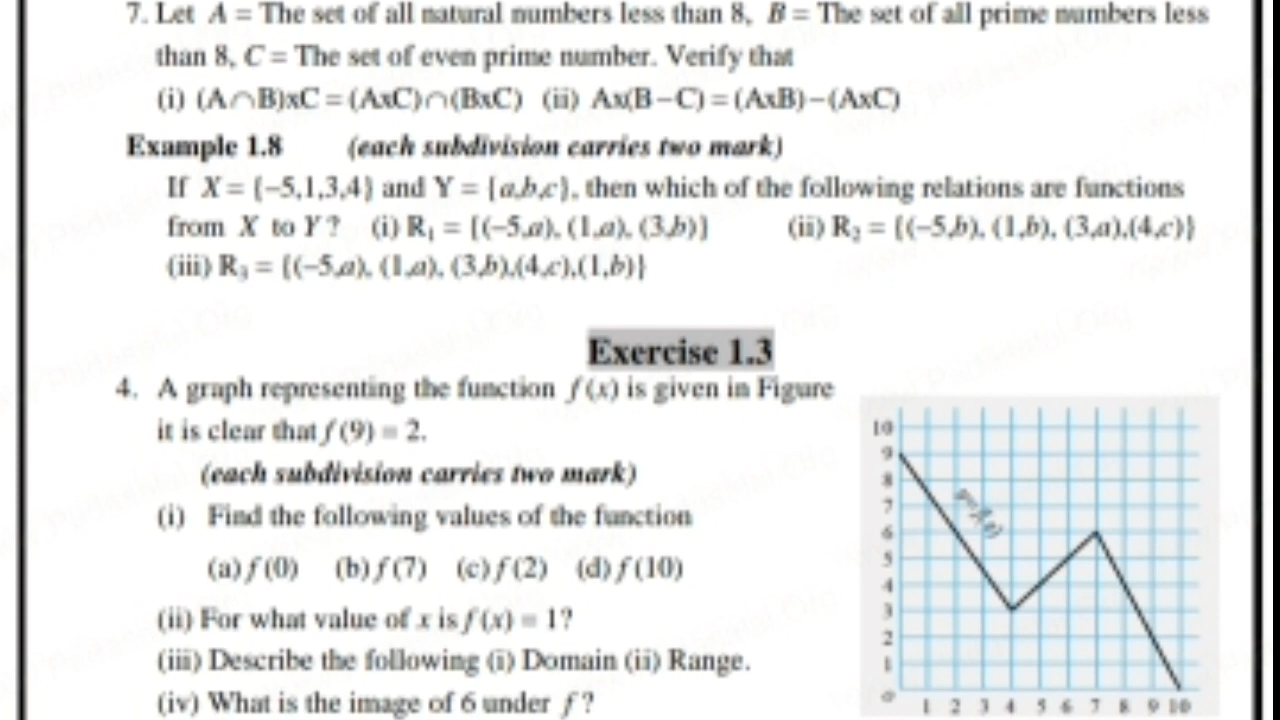 7. Let A = The set of all natural numbers less than 8, B = The set of all prime numbers less
than 8, C = The set of even prime number. Verify that
(i) (A∩B)xC = (AxC)∩(BxC) (ii) Ax(B−C) = (AxB)−(AxC)
Example 1.8 (each subdivision carries two mark)
If X = {−5,1,3,4} and Y = {a,b,c}, then which of the following relations are functions
from X to Y? (i) R₁ = {(−5,a), (1,a), (3,b)} (ii) R₂ = {(−5,b), (1,b), (3,a),(4,c)}
(iii) R₃ = {(−5,a), (1,a), (3,b),(4,c),(1,b)}
Exercise 1.3
4. A graph representing the function f(x) is given in Figure
it is clear that f(9) = 2.
(each subdivision carries two mark)
(i) Find the following values of the function
(a) f(0) (b) f(7) (c) f(2) (d) f(10)
(ii) For what value of x is f(x) = 1?
(iii) Describe the following (i) Domain (ii) Range.
(iv) What is the image of 6 under f?
10
9
8
7
y=f(x)
6
5
4
3
2
1
0
1 2 3 4 5 6 7 8 9 10